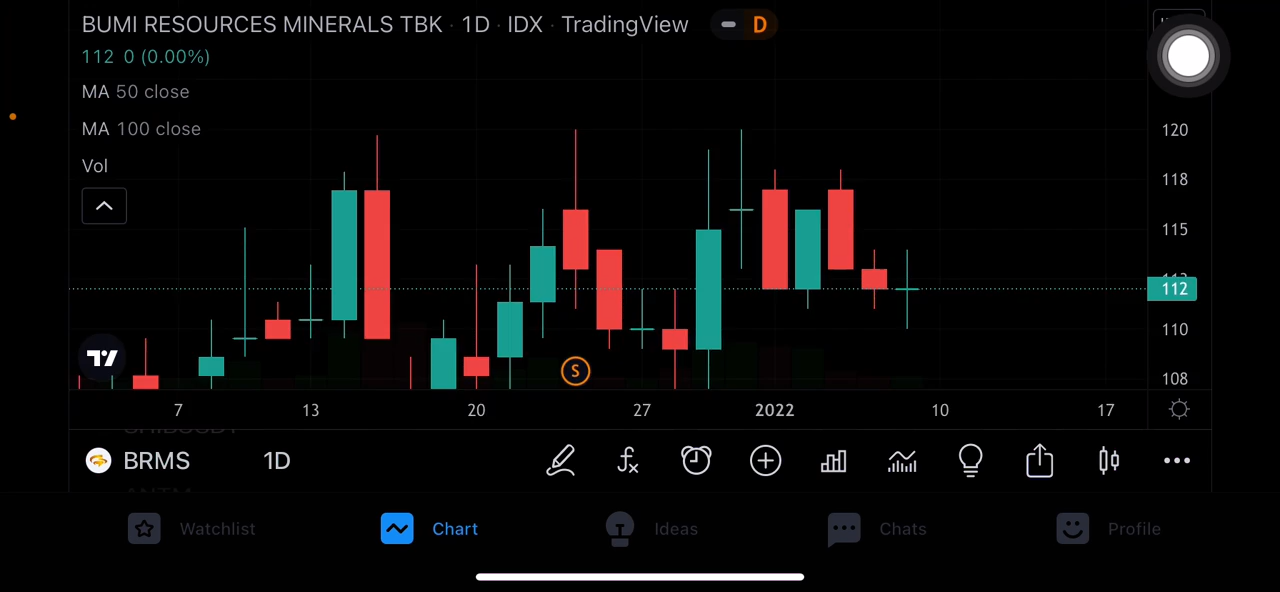 BUMI RESOURCES MINERALS TBK · 1D · IDX · TradingView D
112 0 (0.00%)
MA 50 close
MA 100 close
Vol
120
118
115
112
110
108
S
7 13 20 27 2022 10 17
BRMS 1D
Watchlist Chart Ideas Chats Profile